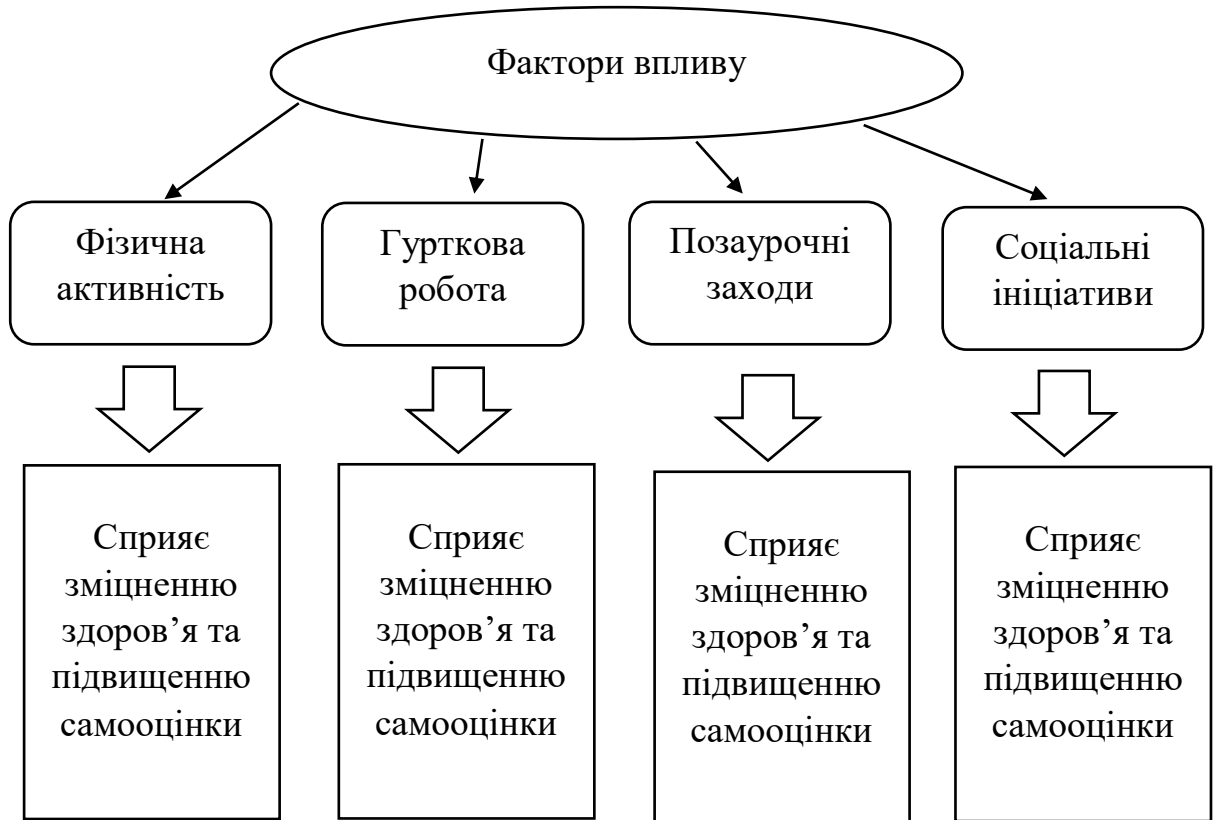 Фактори впливу
Фізична
активність
Гурткова
робота
Позаурочні
заходи
Соціальні
ініціативи
Сприяє
зміцненню
здоров’я та
підвищенню
самооцінки
Сприяє
зміцненню
здоров’я та
підвищенню
самооцінки
Сприяє
зміцненню
здоров’я та
підвищенню
самооцінки
Сприяє
зміцненню
здоров’я та
підвищенню
самооцінки